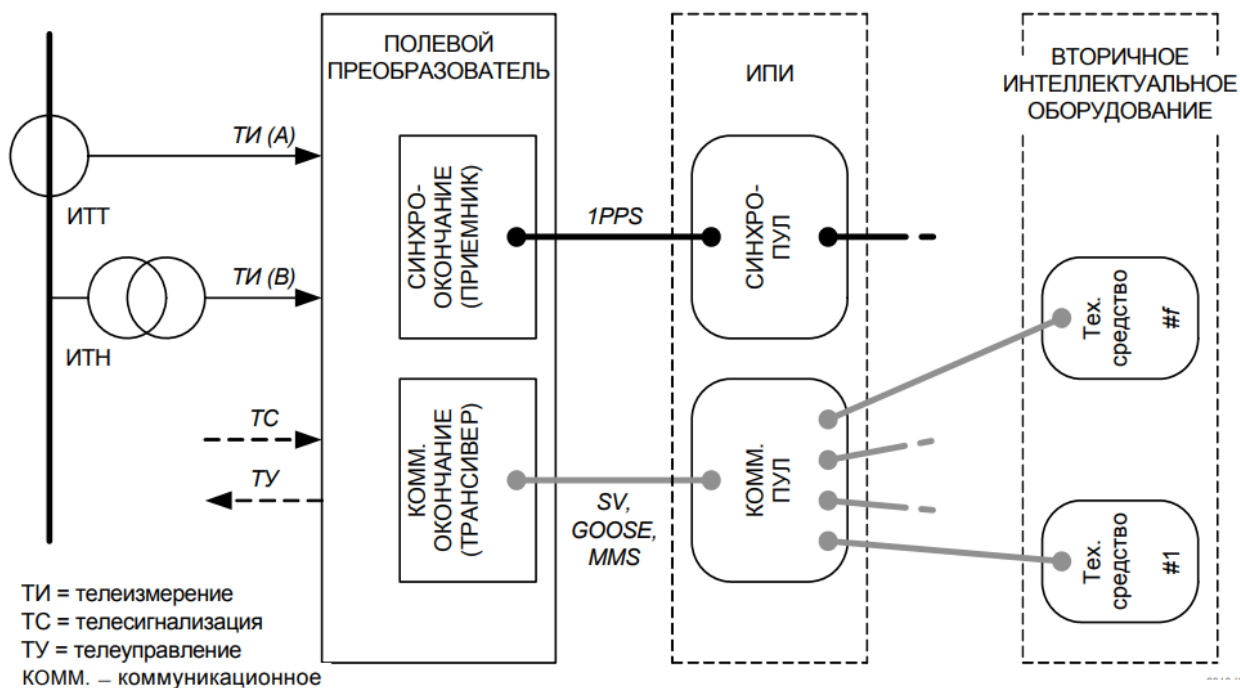 ПОЛЕВОЙ
ПРЕОБРАЗОВАТЕЛЬ
ИПИ
ВТОРИЧНОЕ
ИНТЕЛЛЕКТУАЛЬНОЕ
ОБОРУДОВАНИЕ
ТИ (А)
ИТТ
ТИ (В)
ИТН
ТС
ТУ
СИНХРО-
ОКОНЧАНИЕ
(ПРИЕМНИК)
1PPS
СИНХРО-
ПУЛ
КОММ.
ОКОНЧАНИЕ
(ТРАНСИВЕР)
SV,
GOOSE,
MMS
КОММ.
ПУЛ
Тех.
средство
#f
Тех.
средство
#1
ТИ = телеизмерение
ТС = телесигнализация
ТУ = телеуправление
КОММ. – коммуникационное